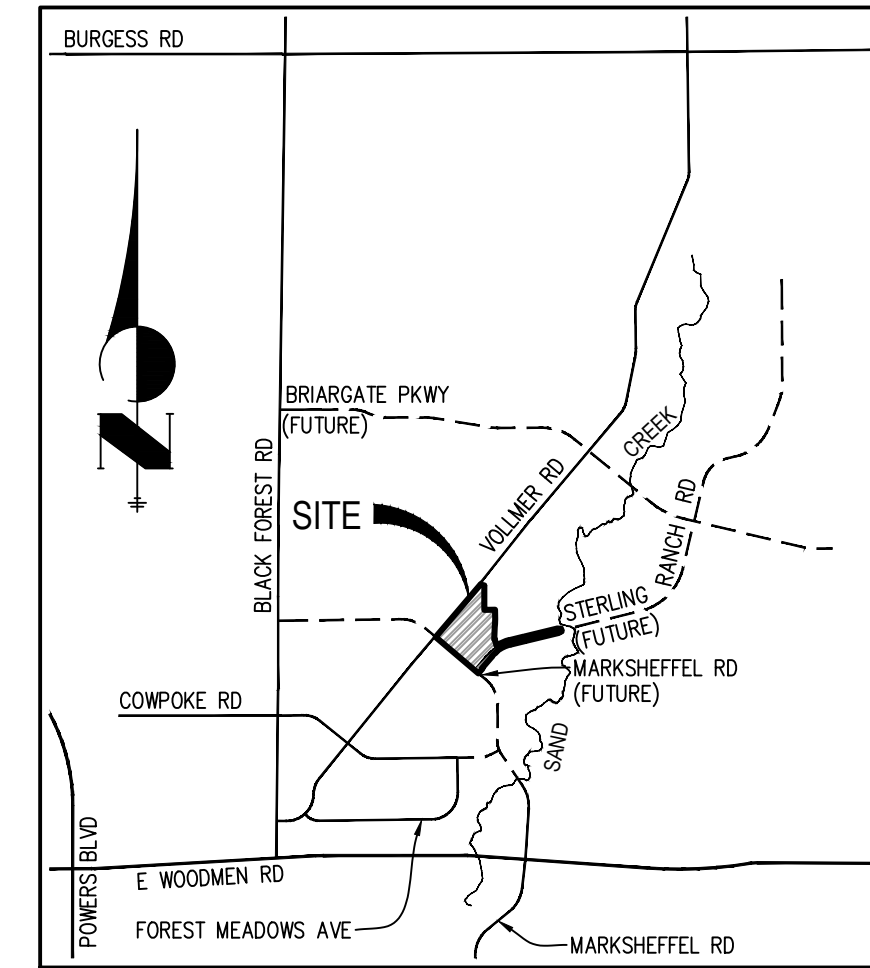 BURGESS RD
N
BRIARGATE PKWY
(FUTURE)
BLACK FOREST RD
SITE
VOLLMER RD
CREEK
RANCH RD
STERLING
(FUTURE)
MARKSHEFFEL RD
(FUTURE)
COWPOKE RD
SAND
POWERS BLVD
E WOODMEN RD
FOREST MEADOWS AVE
MARKSHEFFEL RD